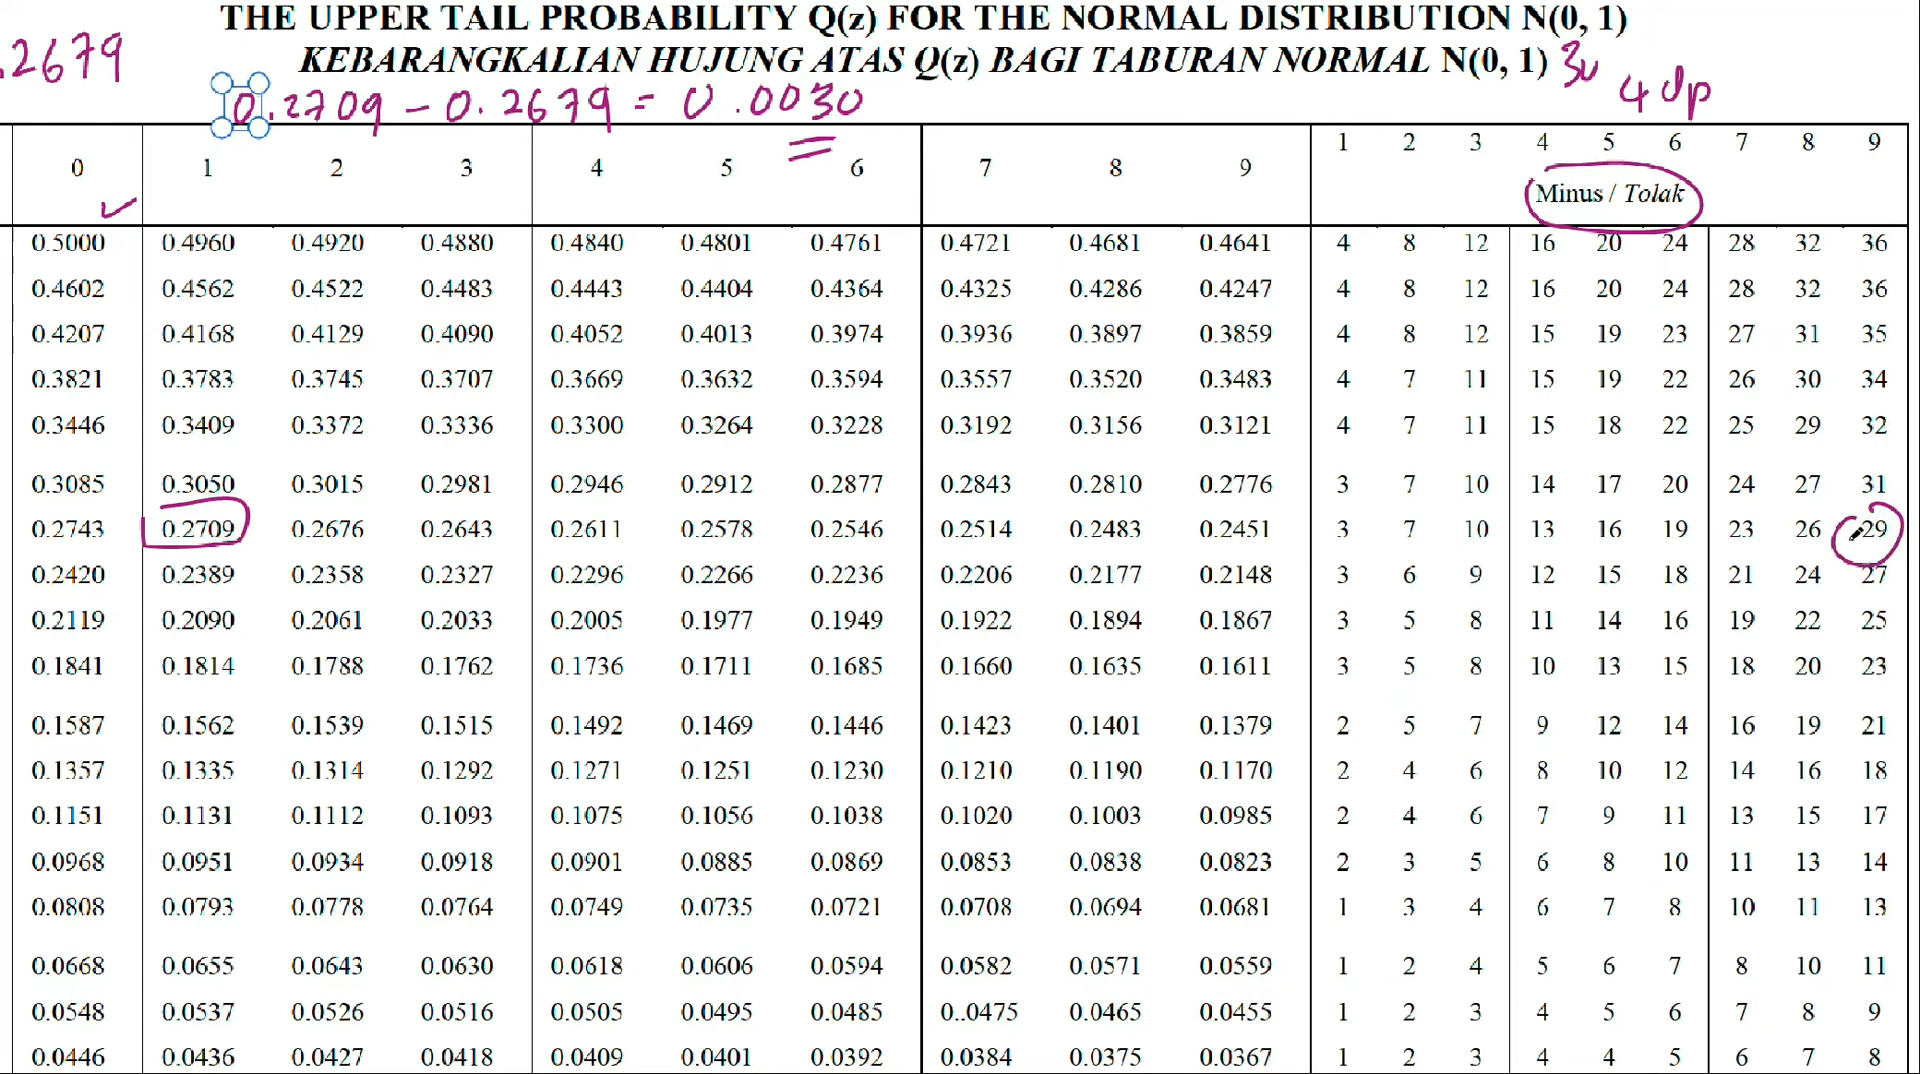 THE UPPER TAIL PROBABILITY Q(z) FOR THE NORMAL DISTRIBUTION N(0, 1)
.2679
KEBARANGKALIAN HUJUNG ATAS Q(z) BAGI TABURAN NORMAL N(0, 1)
4 dp
0.2709 - 0.2679 = 0.0030
0 1 2 3 4 5 6 7 8 9 1 2 3 4 5 6 7 8 9
Minus / Tolak
0.5000 0.4960 0.4920 0.4880 0.4840 0.4801 0.4761 0.4721 0.4681 0.4641 4 8 12 16 20 24 28 32 36
0.4602 0.4562 0.4522 0.4483 0.4443 0.4404 0.4364 0.4325 0.4286 0.4247 4 8 12 16 20 24 28 32 36
0.4207 0.4168 0.4129 0.4090 0.4052 0.4013 0.3974 0.3936 0.3897 0.3859 4 8 12 15 19 23 27 31 35
0.3821 0.3783 0.3745 0.3707 0.3669 0.3632 0.3594 0.3557 0.3520 0.3483 4 7 11 15 19 22 26 30 34
0.3446 0.3409 0.3372 0.3336 0.3300 0.3264 0.3228 0.3192 0.3156 0.3121 4 7 11 15 18 22 25 29 32
0.3085 0.3050 0.3015 0.2981 0.2946 0.2912 0.2877 0.2843 0.2810 0.2776 3 7 10 14 17 20 24 27 31
0.2743 0.2709 0.2676 0.2643 0.2611 0.2578 0.2546 0.2514 0.2483 0.2451 3 7 10 13 16 19 23 26 29
0.2420 0.2389 0.2358 0.2327 0.2296 0.2266 0.2236 0.2206 0.2177 0.2148 3 6 9 12 15 18 21 24 27
0.2119 0.2090 0.2061 0.2033 0.2005 0.1977 0.1949 0.1922 0.1894 0.1867 3 5 8 11 14 16 19 22 25
0.1841 0.1814 0.1788 0.1762 0.1736 0.1711 0.1685 0.1660 0.1635 0.1611 3 5 8 10 13 15 18 20 23
0.1587 0.1562 0.1539 0.1515 0.1492 0.1469 0.1446 0.1423 0.1401 0.1379 2 5 7 9 12 14 16 19 21
0.1357 0.1335 0.1314 0.1292 0.1271 0.1251 0.1230 0.1210 0.1190 0.1170 2 4 6 8 10 12 14 16 18
0.1151 0.1131 0.1112 0.1093 0.1075 0.1056 0.1038 0.1020 0.1003 0.0985 2 4 6 7 9 11 13 15 17
0.0968 0.0951 0.0934 0.0918 0.0901 0.0885 0.0869 0.0853 0.0838 0.0823 2 3 5 6 8 10 11 13 14
0.0808 0.0793 0.0778 0.0764 0.0749 0.0735 0.0721 0.0708 0.0694 0.0681 1 3 4 6 7 8 10 11 13
0.0668 0.0655 0.0643 0.0630 0.0618 0.0606 0.0594 0.0582 0.0571 0.0559 1 2 4 5 6 7 8 10 11
0.0548 0.0537 0.0526 0.0516 0.0505 0.0495 0.0485 0..0475 0.0465 0.0455 1 2 3 4 5 6 7 8 9
0.0446 0.0436 0.0427 0.0418 0.0409 0.0401 0.0392 0.0384 0.0375 0.0367 1 2 3 4 4 5 6 7 8